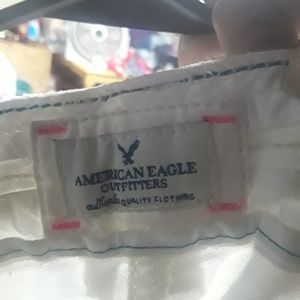 AMERICAN EAGLE
OUTFITTERS
authentic QUALITY CLOTHING